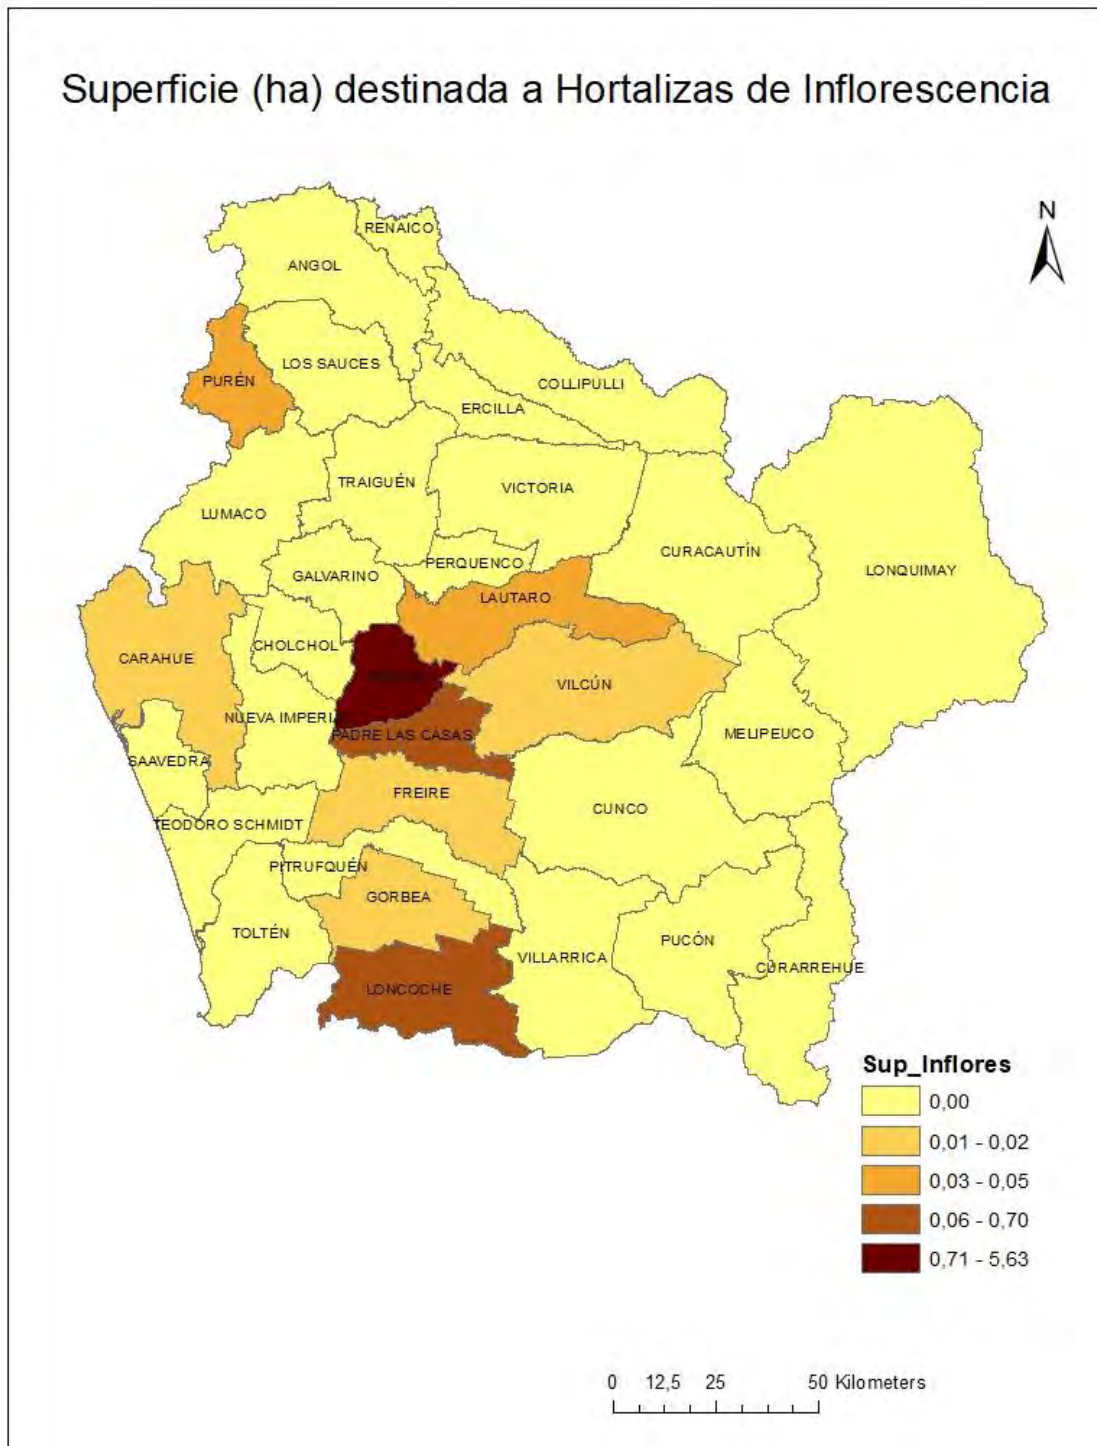 Superficie (ha) destinada a Hortalizas de Inflorescencia
N
RENAICO
ANGOL
LOS SAUCES
PURÉN
COLLIPULLI
ERCILLA
TRAIGUÉN
VICTORIA
LUMACO
CURACAUTÍN
PERQUENCO
LONQUIMAY
GALVARINO
LAUTARO
CHOLCHOL
CARAHUE
VILCÚN
NUEVA IMPERI
PADRE LAS CASAS
MELIPEUCO
SAAVEDRA
FREIRE
CUNCO
TEODORO SCHMIDT
PITRUFQUÉN
GORBEA
TOLTÉN
PUCÓN
VILLARRICA
CURARREHUE
LONCOCHE
Sup_Inflores
0,00
0,01 - 0,02
0,03 - 0,05
0,06 - 0,70
0,71 - 5,63
0 12,5 25 50 Kilometers